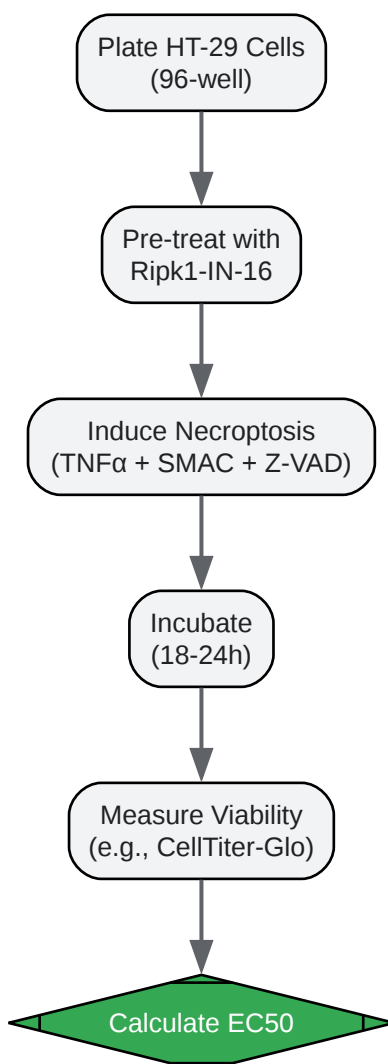 Plate HT-29 Cells
(96-well)
Pre-treat with
Ripk1-IN-16
Induce Necroptosis
(TNFα + SMAC + Z-VAD)
Incubate
(18-24h)
Measure Viability
(e.g., CellTiter-Glo)
Calculate EC50